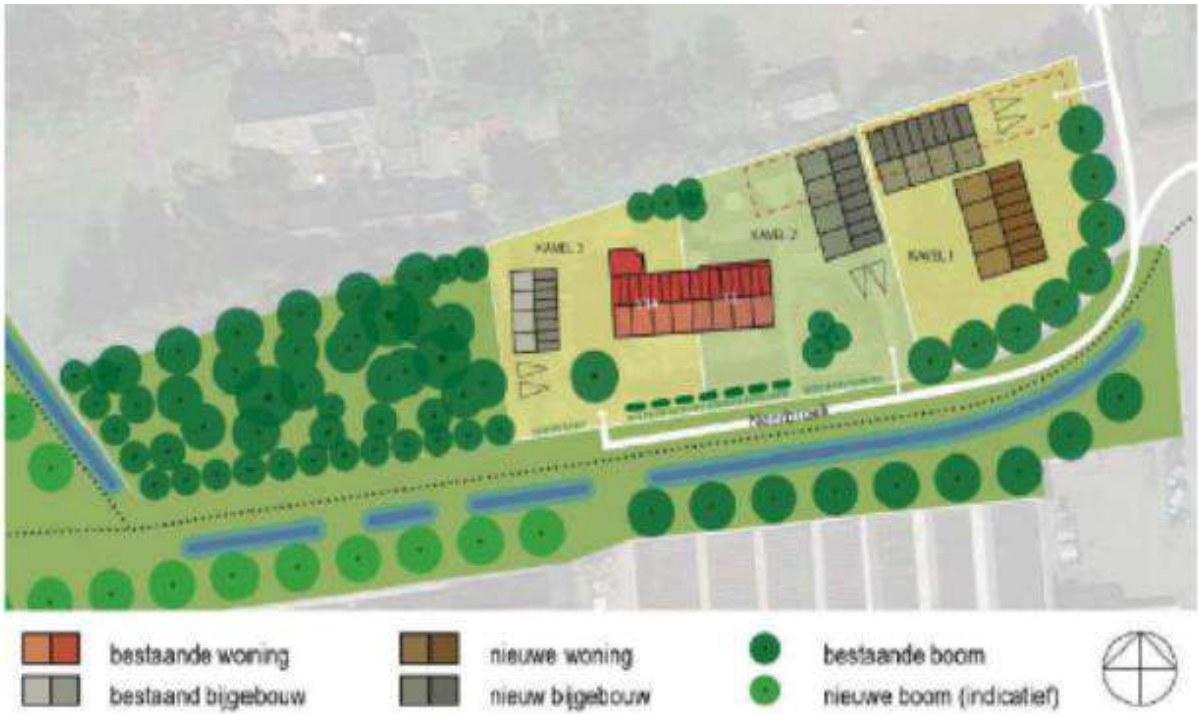 KAVEL 3
KAVEL 2
KAVEL 1
bestaande woning
nieuwe woning
bestaande boom
bestaand bijgebouw
nieuw bijgebouw
nieuwe boom (indicatief)